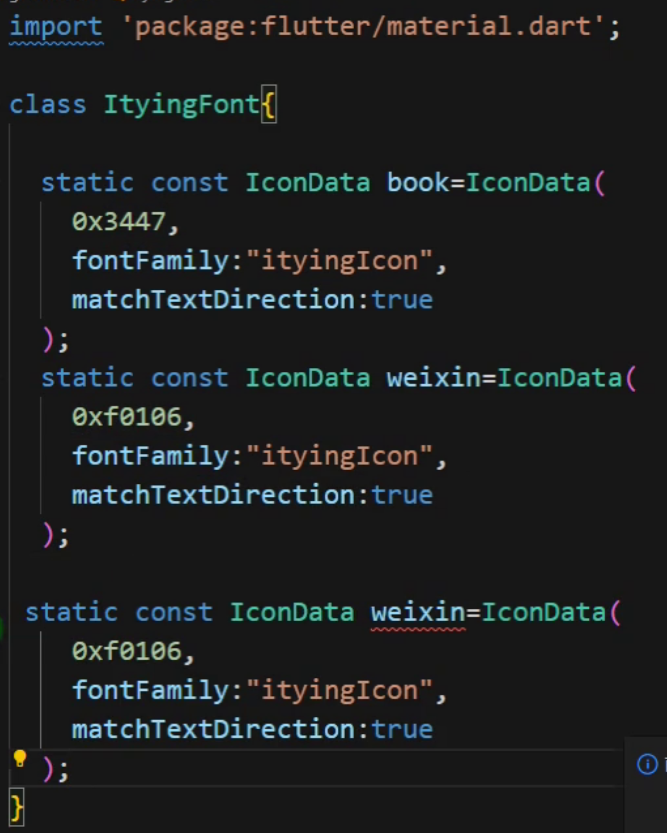 import 'package:flutter/material.dart';
class ItyingFont{
static const IconData book=IconData(
0x3447,
fontFamily:"ityingIcon",
matchTextDirection:true
);
static const IconData weixin=IconData(
0xf0106,
fontFamily:"ityingIcon",
matchTextDirection:true
);
static const IconData weixin=IconData(
0xf0106,
fontFamily:"ityingIcon",
matchTextDirection:true
);
}